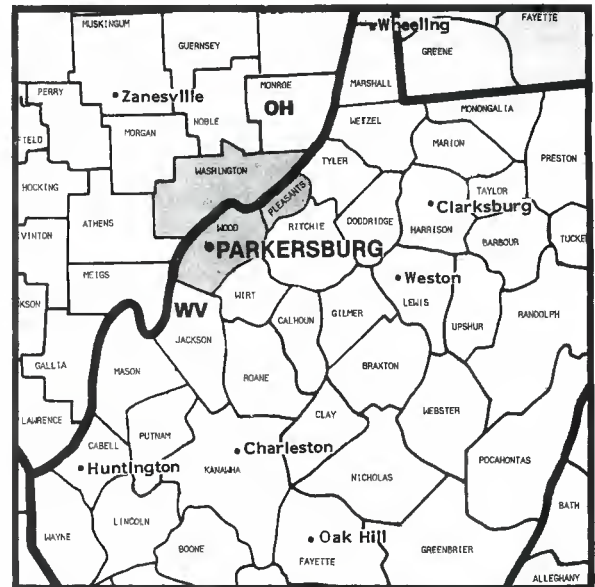 MUSKINGUM
GUERNSEY
Wheeling
FAYETTE
GREENE
PERRY
Zanesville
MONROE
MARSHALL
OH
NOBLE
MORGAN
WETZEL
MONONGALIA
FIELD
MARION
WASHINGTON
TYLER
PRESTON
HOCKING
PLEASANTS
TAYLOR
Clarksburg
DODDRIDGE
HARRISON
WOOD
RITCHIE
ATHENS
BARBOUR
VINTON
PARKERSBURG
TUCKE
MEIGS
Weston
WIRT
LEWIS
KSON
WV
CALHOUN
GILMER
UPSHUR
RANDOLPH
JACKSON
GALLIA
MASON
BRAXTON
ROANE
WEBSTER
LAWRENCE
CLAY
PUTNAM
CABELL
Charleston
POCAHONTAS
Huntington
KANAWHA
NICHOLAS
BATH
LINCOLN
WAYNE
Oak Hill
BOONE
FAYETTE
GREENBRIER
ALLEGHANY